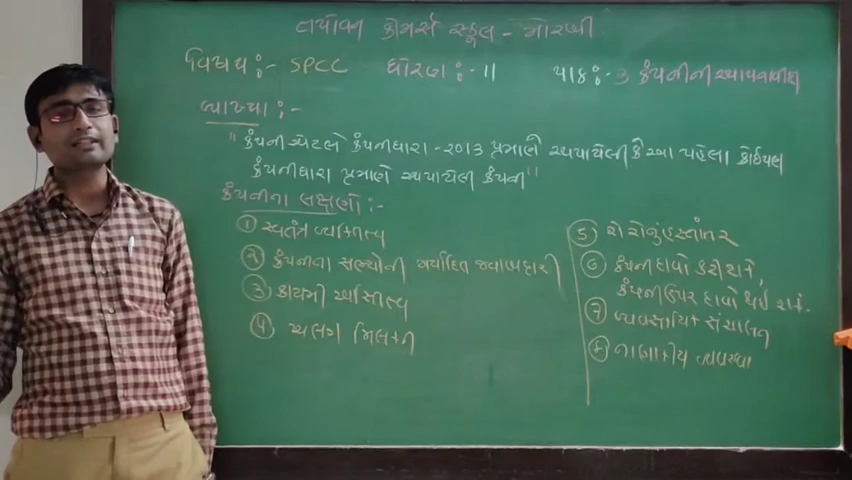 તપોવન કોમર્સ સ્કૂલ - મોરબી
વિષય :- SPCC ધોરણ :- 11 પાઠ :- 3 કંપનીની સ્થાપનાવિધિ
વ્યાખ્યા :-
"કંપની એટલે કંપનીધારા - ૨૦૧૩ પ્રમાણે સ્થપાયેલી કે આ પહેલા કોઈપણ
કંપનીધારા પ્રમાણે સ્થપાયેલી કંપની"
કંપનીના લક્ષણો :-
① સ્વતંત્ર વ્યક્તિત્વ
② કંપનીના સભ્યોની મર્યાદિત જવાબદારી
③ કાયમી અસ્તિત્વ
④ અલગ મિલકત
⑤ શેરોનું હસ્તાંતર
⑥ કંપની દાવો કરી શકે,
કંપની ઉપર દાવો થઈ શકે.
⑦ વ્યવસાયિક સંચાલન
⑧ નાણાકીય વ્યવસ્થા